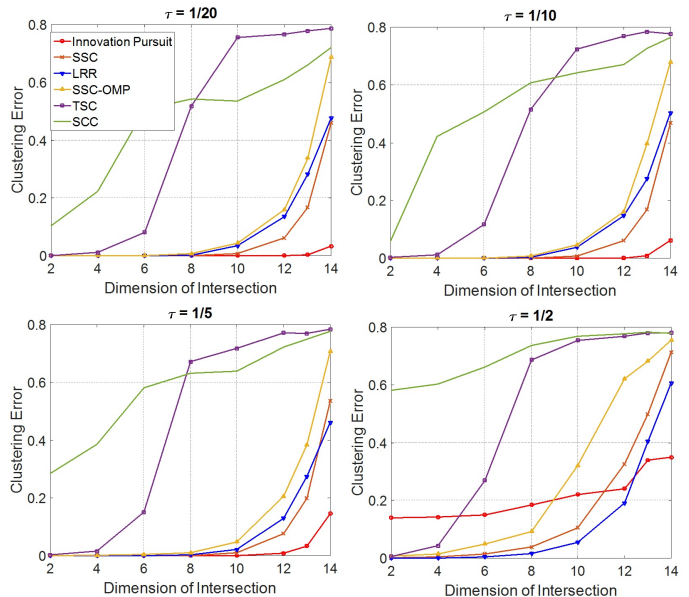 τ = 1/20
0.8
0.6
0.4
0.2
0
Clustering Error
Innovation Pursuit
SSC
LRR
SSC-OMP
TSC
SCC
2 4 6 8 10 12 14
Dimension of Intersection
τ = 1/10
0.8
0.6
0.4
0.2
0
Clustering Error
2 4 6 8 10 12 14
Dimension of Intersection
τ = 1/5
0.8
0.6
0.4
0.2
0
Clustering Error
2 4 6 8 10 12 14
Dimension of Intersection
τ = 1/2
0.8
0.6
0.4
0.2
0
Clustering Error
2 4 6 8 10 12 14
Dimension of Intersection